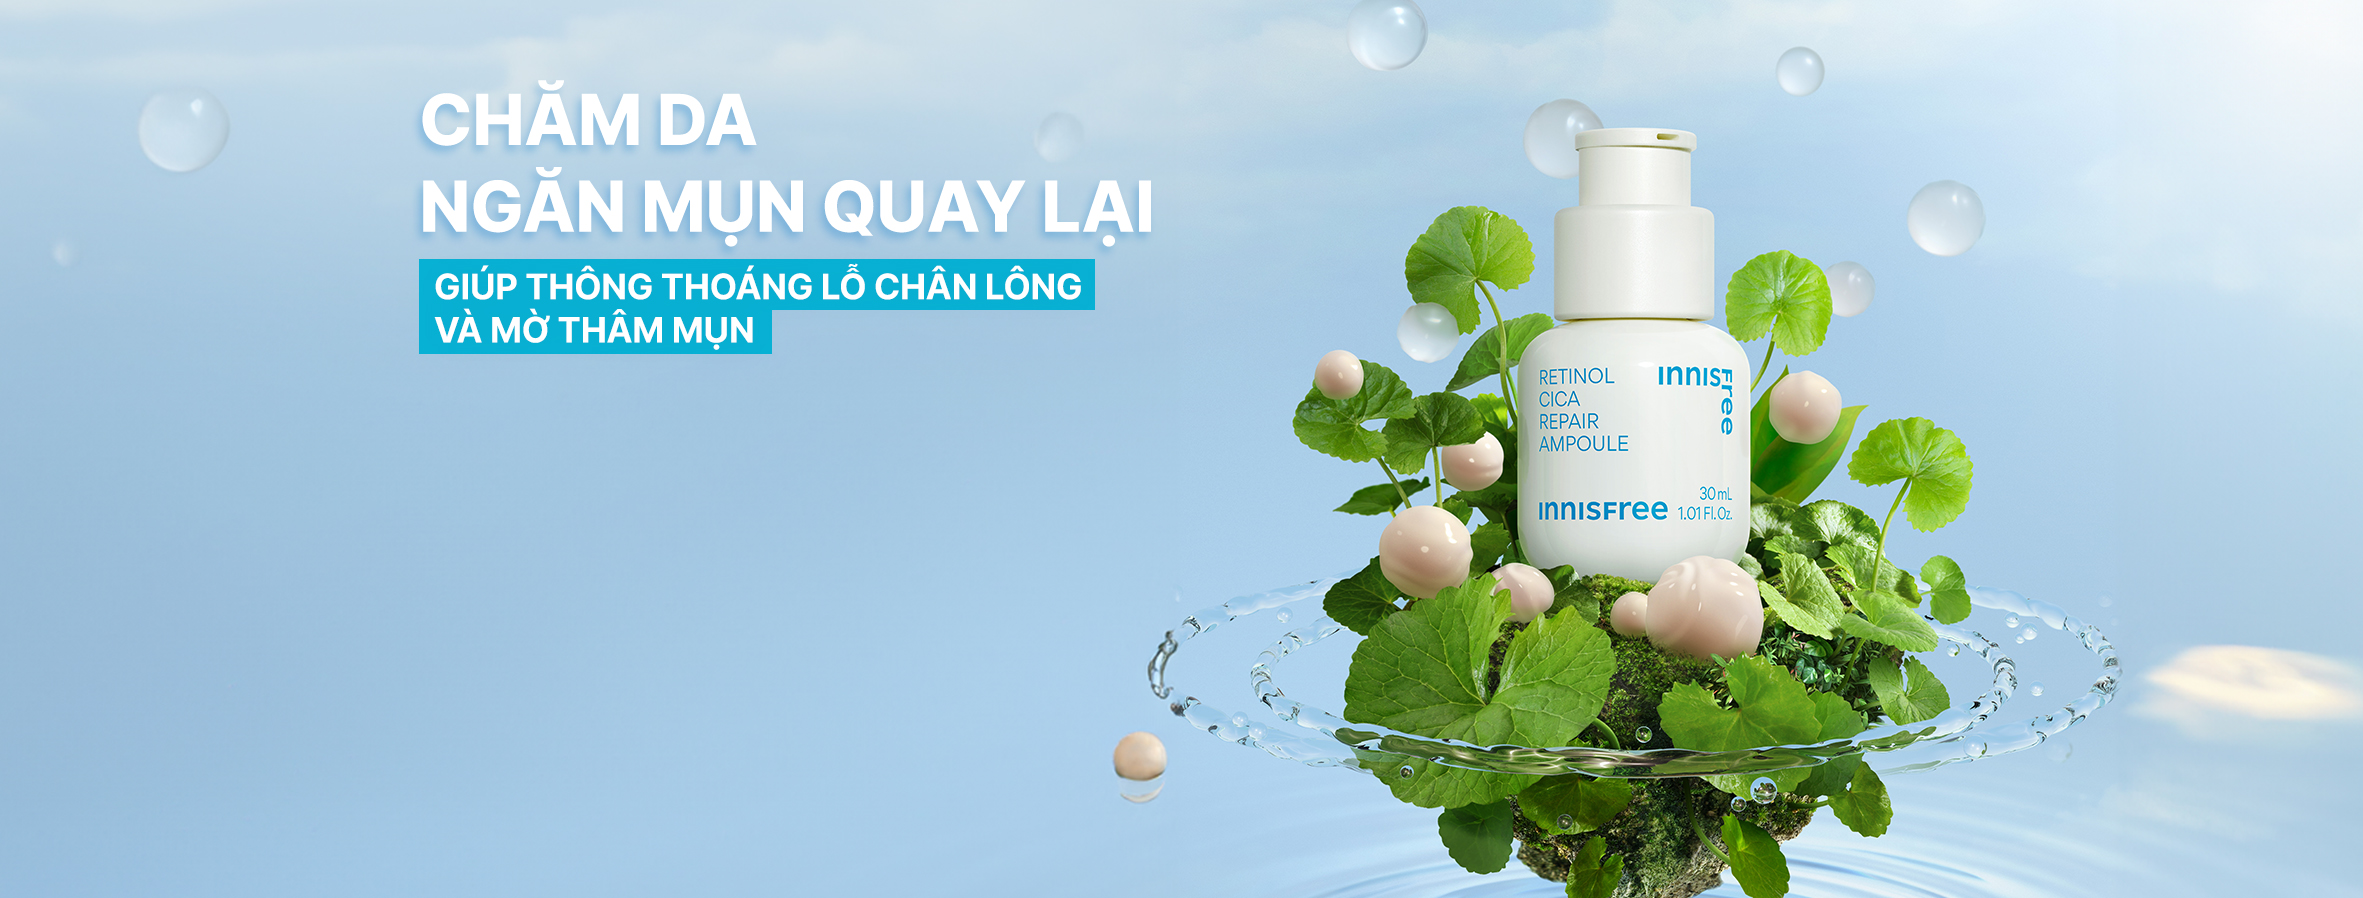 CHĂM DA
NGĂN MỤN QUAY LẠI
GIÚP THÔNG THOÁNG LỖ CHÂN LÔNG
VÀ MỜ THÂM MỤN
RETINOL
CICA
REPAIR
AMPOULE
INNISFree
INNISFree
30 mL
1.01 Fl. Oz.